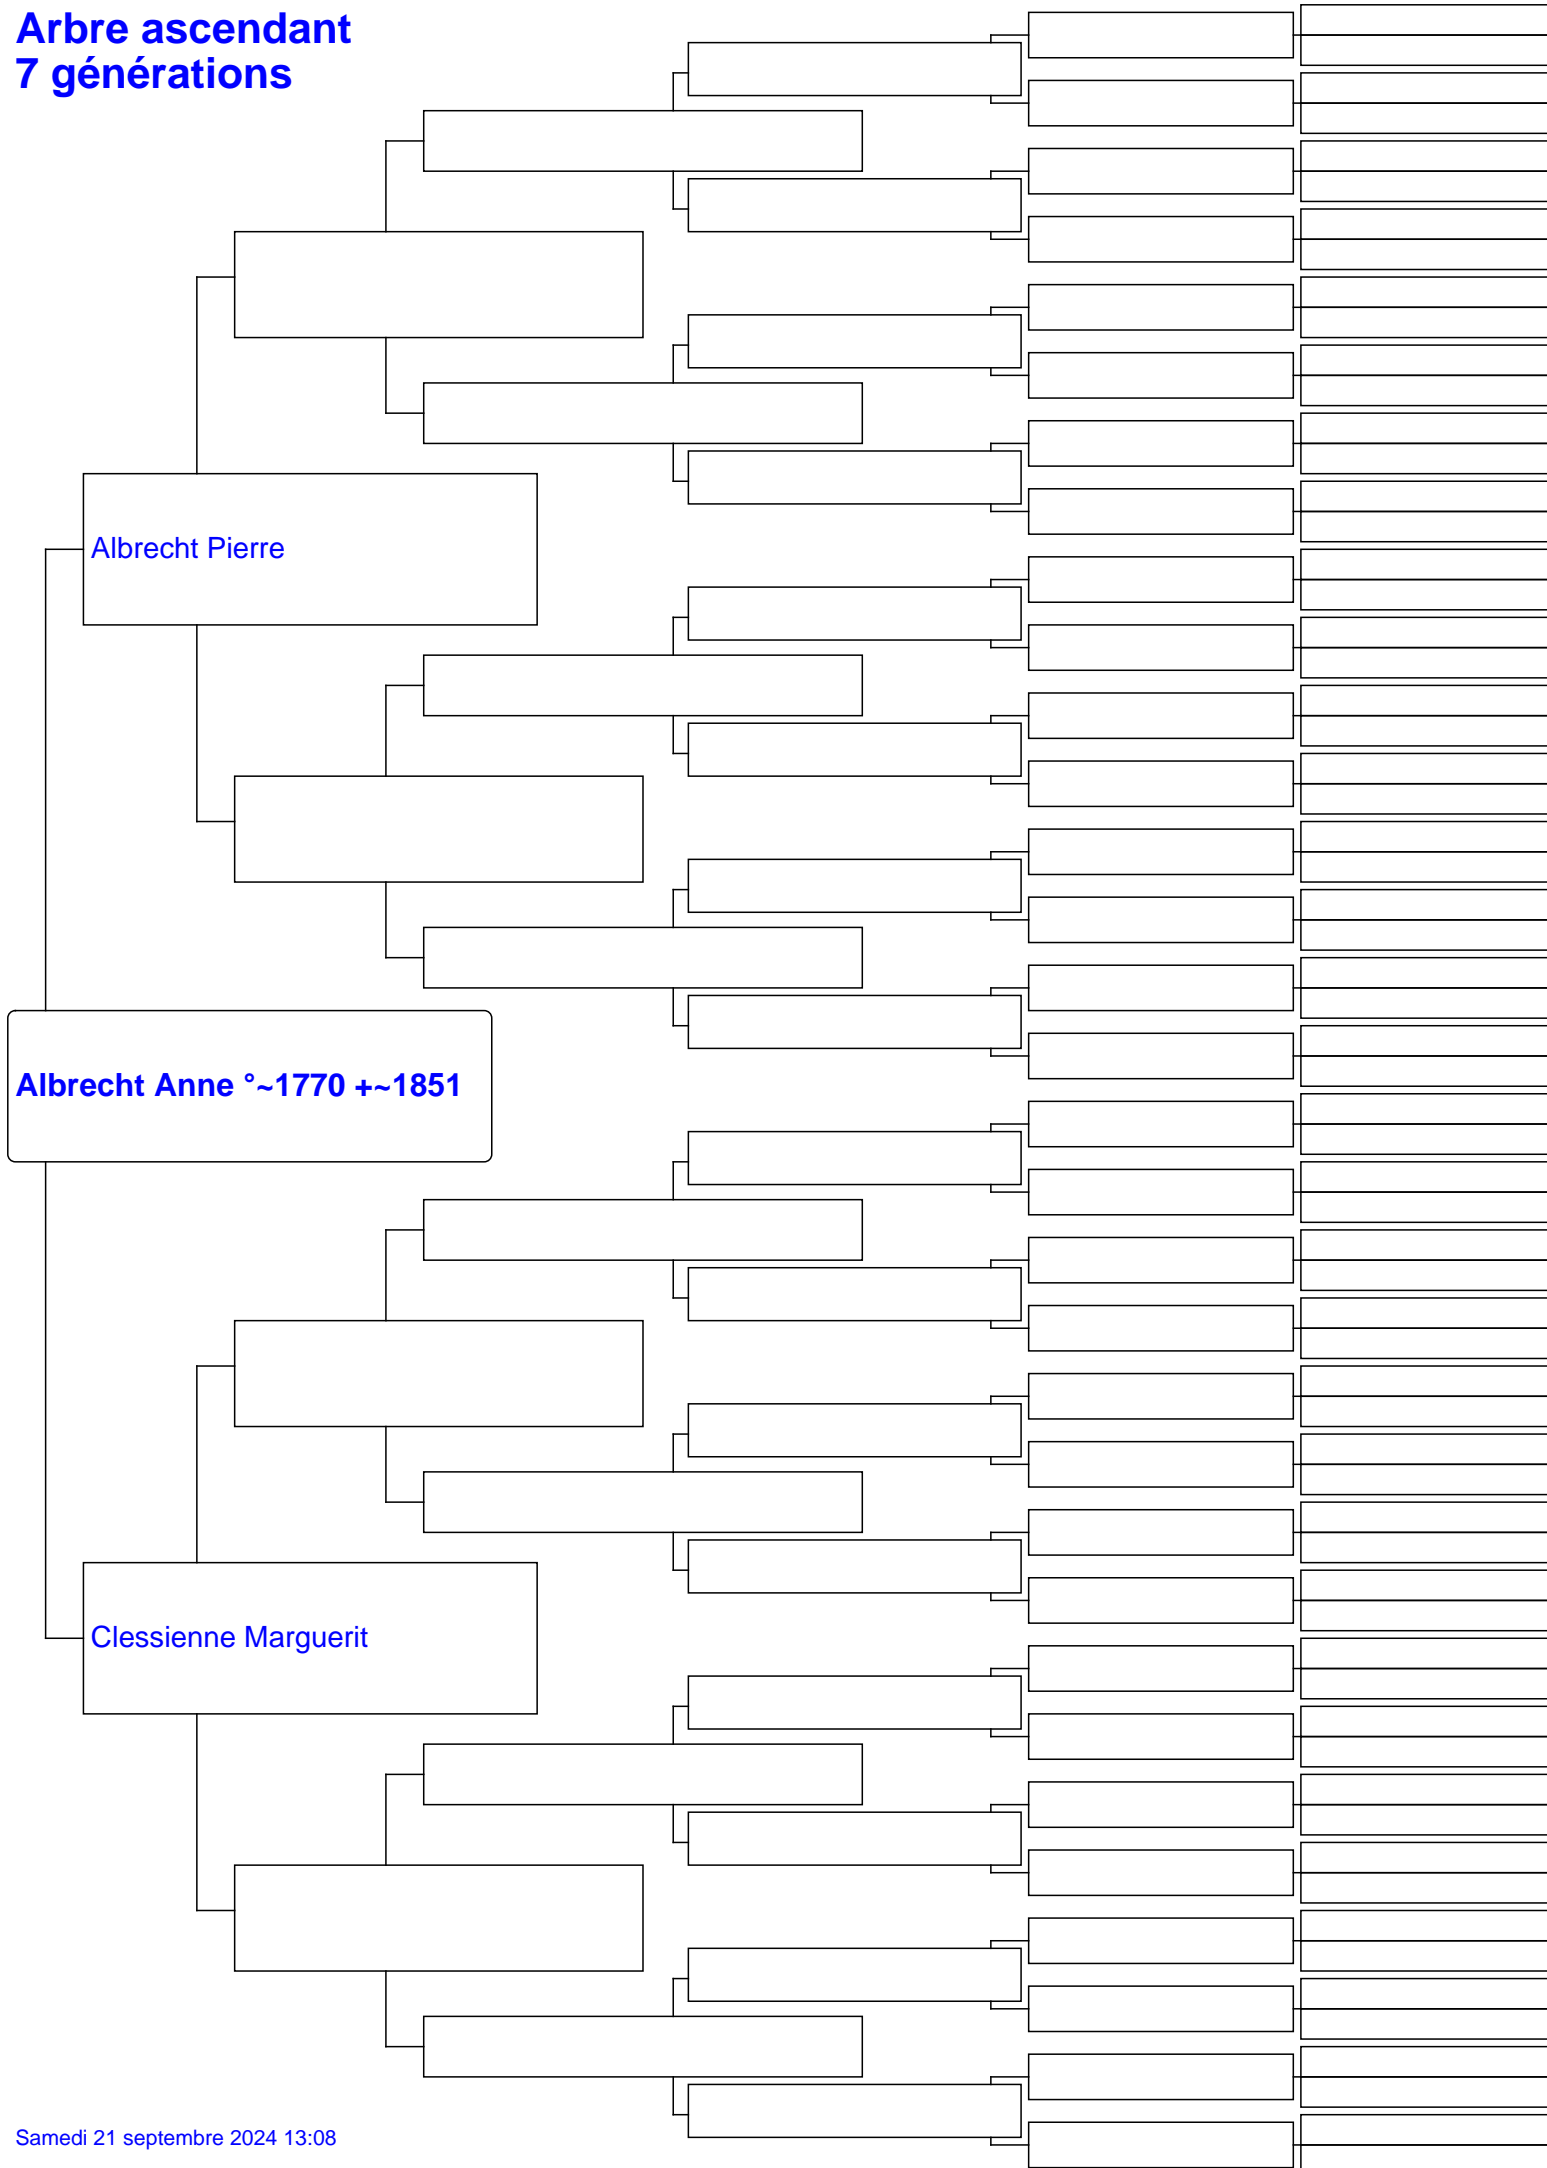 Arbre ascendant
7 générations
Albrecht Pierre
Albrecht Anne °~1770 +~1851
Clessienne Marguerit
Samedi 21 septembre 2024 13:08